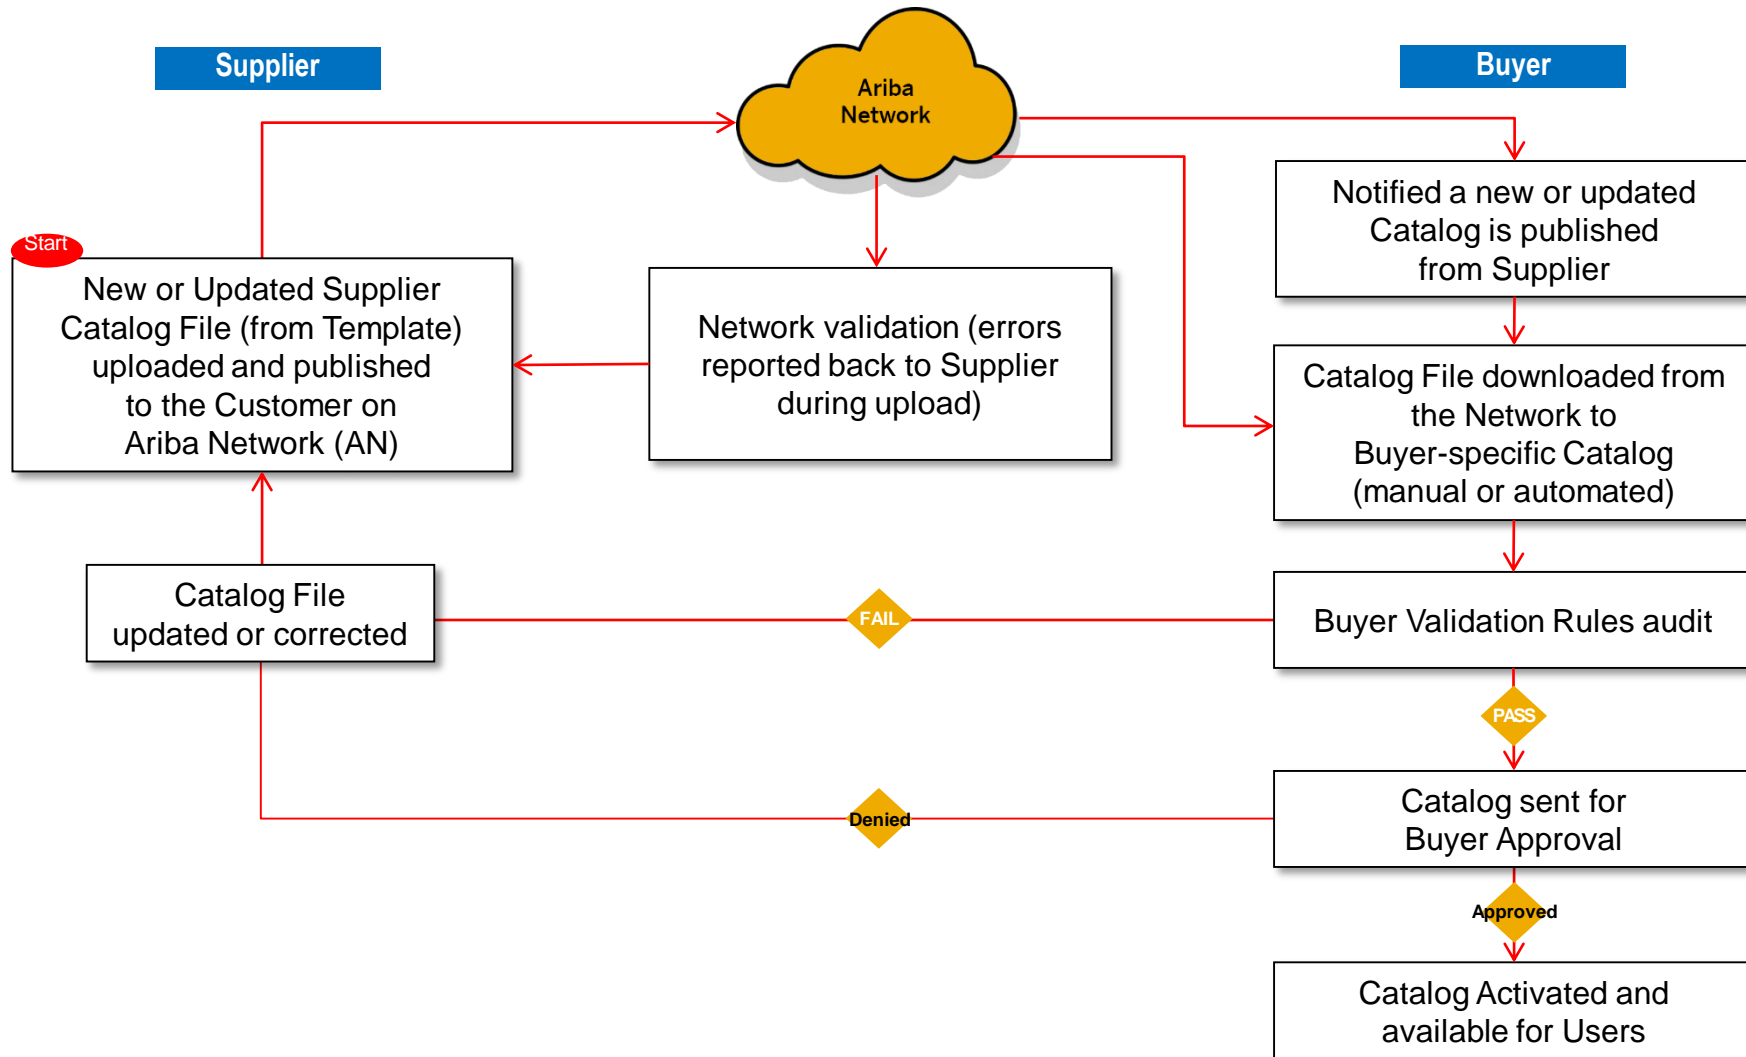 Supplier
Ariba
Network
Buyer
Start
New or Updated Supplier
Catalog File (from Template)
uploaded and published
to the Customer on
Ariba Network (AN)
Network validation (errors
reported back to Supplier
during upload)
Notified a new or updated
Catalog is published
from Supplier
Catalog File downloaded from
the Network to
Buyer-specific Catalog
(manual or automated)
Catalog File
updated or corrected
FAIL
Buyer Validation Rules audit
PASS
Denied
Catalog sent for
Buyer Approval
Approved
Catalog Activated and
available for Users